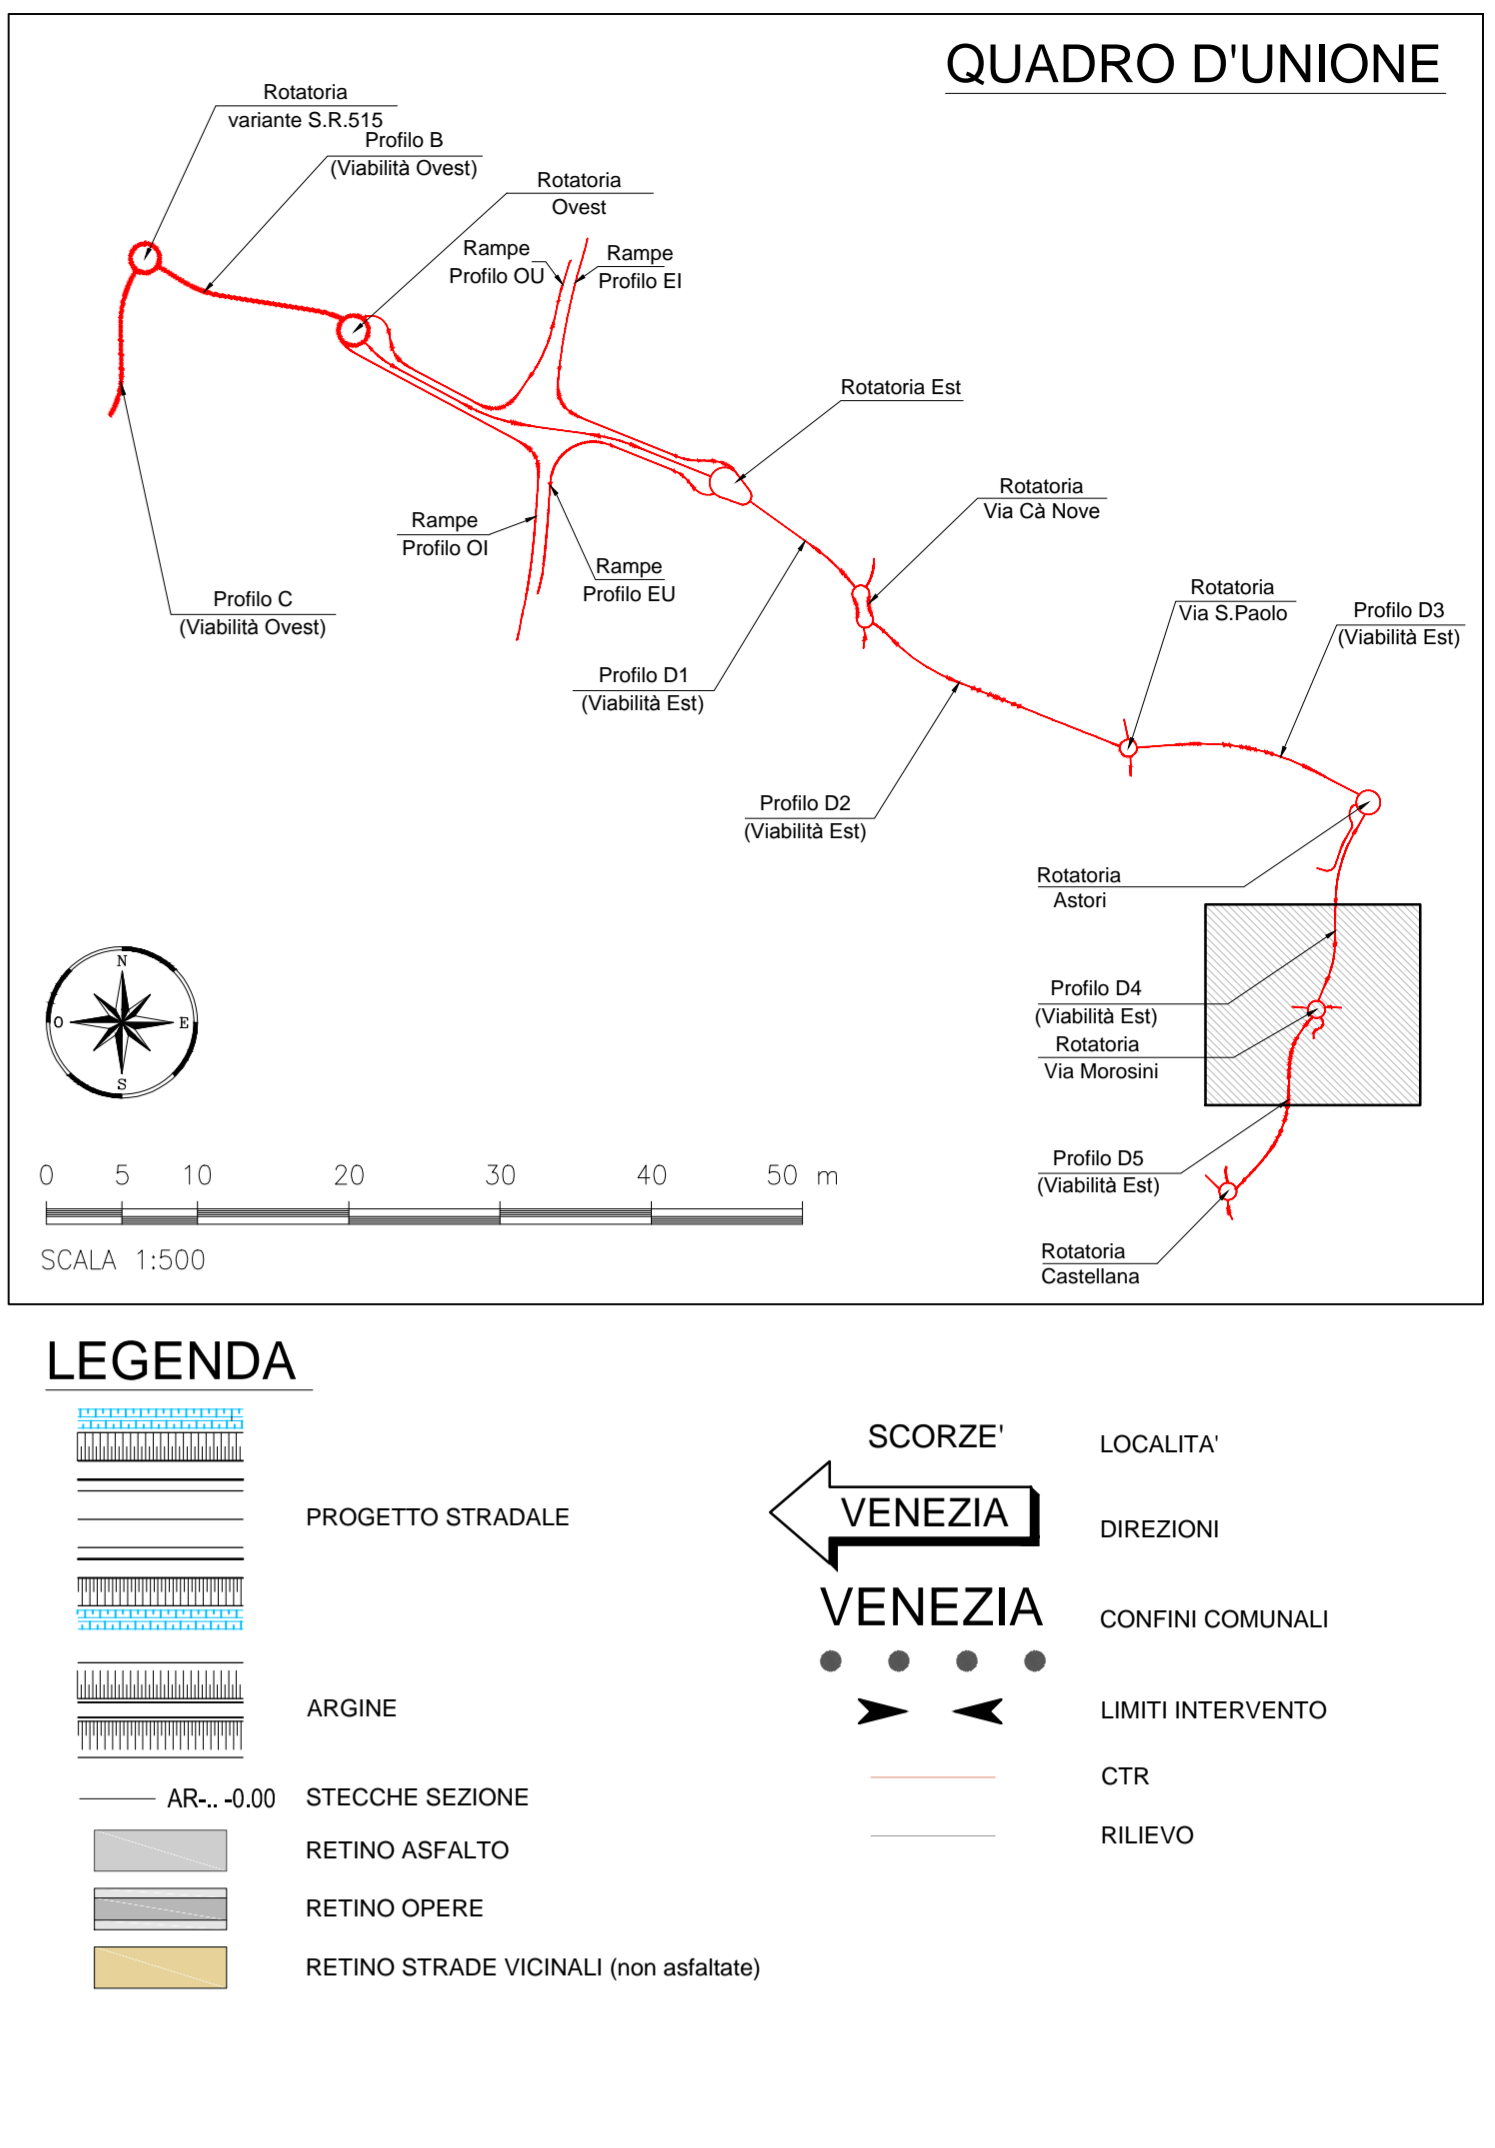 QUADRO D'UNIONE
Rotatoria
variante S.R.515
Profilo B
(Viabilità Ovest)
Rotatoria
Ovest
Rampe
Profilo OU
Rampe
Profilo EI
Rotatoria Est
Rotatoria
Via Cà Nove
Rampe
Profilo OI
Rampe
Profilo EU
Profilo C
(Viabilità Ovest)
Rotatoria
Via S.Paolo
Profilo D3
(Viabilità Est)
Profilo D1
(Viabilità Est)
Profilo D2
(Viabilità Est)
Rotatoria
Astori
Profilo D4
(Viabilità Est)
Rotatoria
Via Morosini
Profilo D5
(Viabilità Est)
Rotatoria
Castellana
N
O E
S
0 5 10 20 30 40 50 m
SCALA 1:500
LEGENDA
PROGETTO STRADALE
ARGINE
AR-.. -0.00 STECCHE SEZIONE
RETINO ASFALTO
RETINO OPERE
RETINO STRADE VICINALI (non asfaltate)
SCORZE' LOCALITA'
VENEZIA DIREZIONI
VENEZIA CONFINI COMUNALI
LIMITI INTERVENTO
CTR
RILIEVO